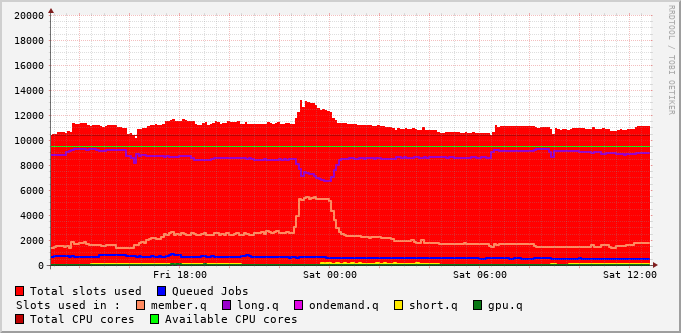 20000
18000
16000
14000
12000
10000
8000
6000
4000
2000
0
Fri 18:00 Sat 00:00 Sat 06:00 Sat 12:00
Total slots used Queued Jobs
Slots used in : member.q long.q ondemand.q short.q gpu.q
Total CPU cores Available CPU cores
RRDTOOL / TOBI OETIKER